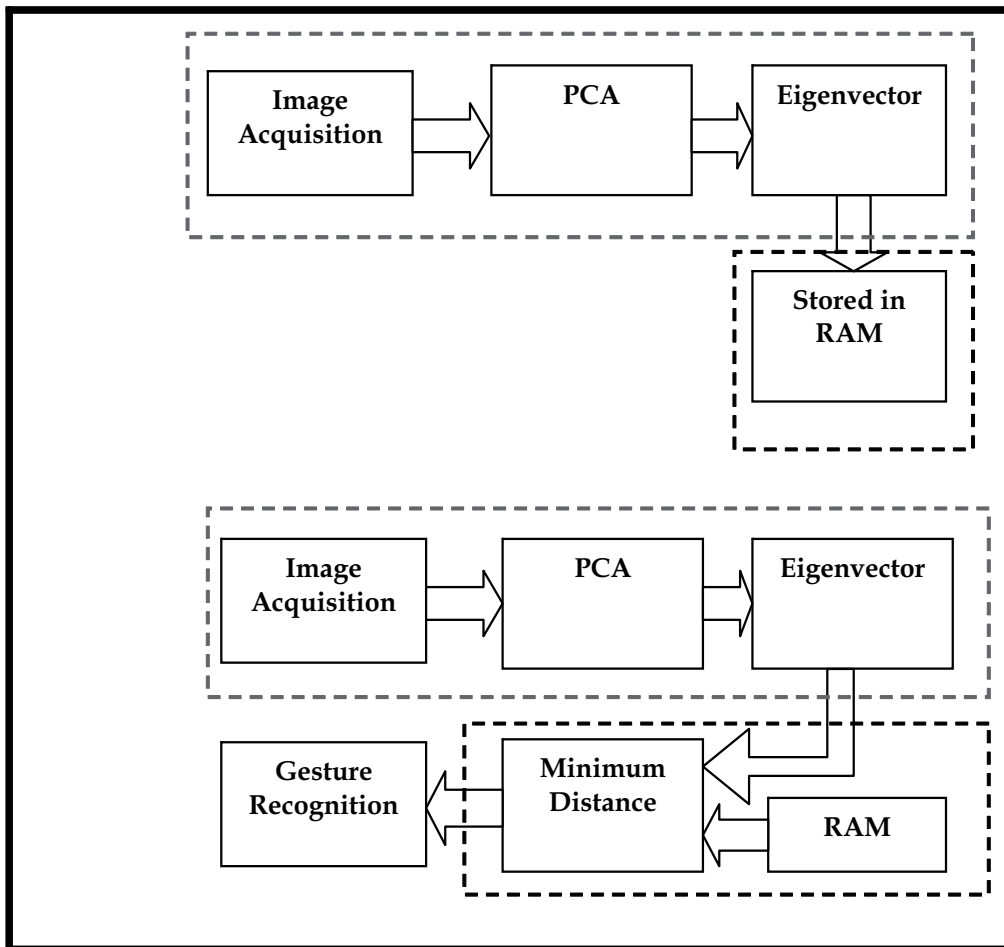 Image
Acquisition
PCA
Eigenvector
Stored in
RAM
Image
Acquisition
PCA
Eigenvector
Gesture
Recognition
Minimum
Distance
RAM